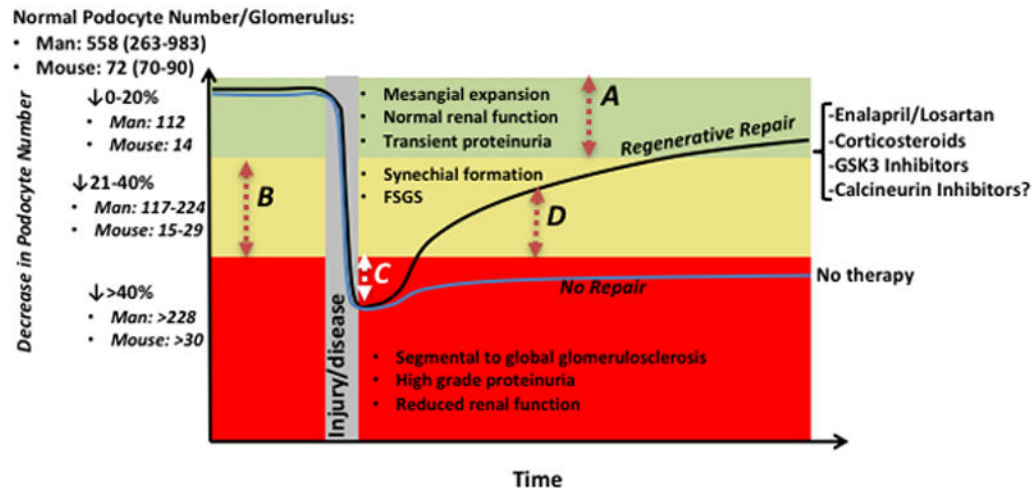 Normal Podocyte Number/Glomerulus:
• Man: 558 (263-983)
• Mouse: 72 (70-90)
Decrease in Podocyte Number
↓0-20%
• Man: 112
• Mouse: 14
↓21-40%
• Man: 117-224
• Mouse: 15-29
↓>40%
• Man: >228
• Mouse: >30
Injury/disease
• Mesangial expansion
• Normal renal function
• Transient proteinuria
A
Regenerative Repair
• Synechial formation
• FSGS
B
D
C
No Repair
• Segmental to global glomerulosclerosis
• High grade proteinuria
• Reduced renal function
-Enalapril/Losartan
-Corticosteroids
-GSK3 Inhibitors
-Calcineurin Inhibitors?
No therapy
Time